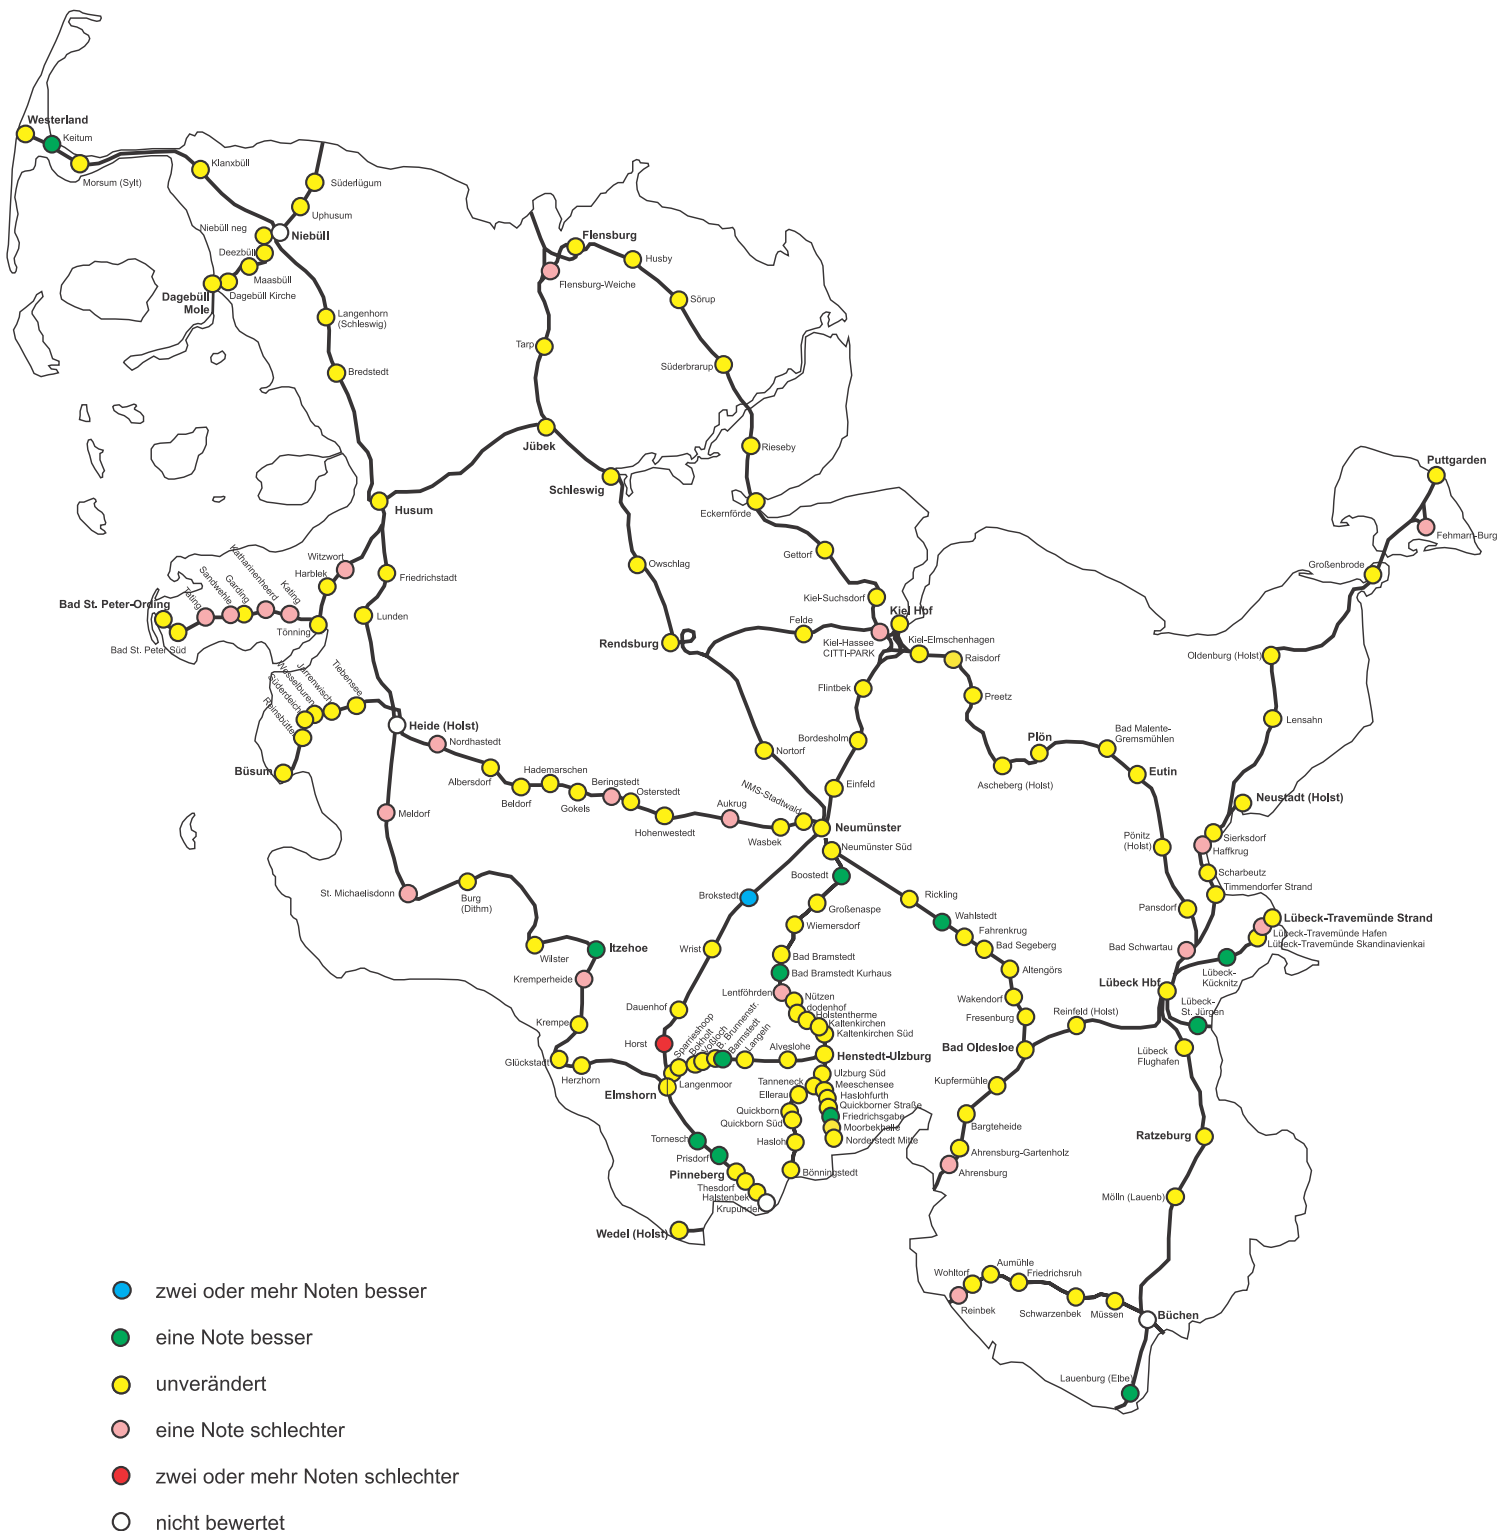 Westerland
Keitum
Morsum (Sylt)
Klanxbüll
Süderlügum
Uphusum
Niebüll neg
Niebüll
Deezbüll
Maasbüll
Dagebüll Kirche
Dagebüll
Mole
Langenhorn
(Schleswig)
Bredstedt
Flensburg
Flensburg-Weiche
Husby
Sörup
Tarp
Süderbrarup
Jübek
Schleswig
Rieseby
Eckernförde
Husum
Owschlag
Gettorf
Kiel-Suchsdorf
Kiel Hbf
Felde
Kiel-Hassee
CITTI-PARK
Kiel-Elmschenhagen
Raisdorf
Preetz
Rendsburg
Flintbek
Bordesholm
Einfeld
Nortorf
Puttgarden
Fehmarn-Burg
Großenbrode
Oldenburg (Holst)
Lensahn
Witzwort
Harblek
Friedrichstadt
Lunden
Katharinenheerd
Sandwehle
Garding
Kating
Tating
Bad St. Peter-Ording
Bad St. Peter Süd
Tönning
Tiebensee
Jarrenwisch
Wesselburen
Süderdeich
Reinsbüttel
Büsum
Heide (Holst)
Nordhastedt
Albersdorf
Beldorf
Hademarschen
Gokels
Beringstedt
Osterstedt
Hohenwestedt
Aukrug
Wasbek
NMS-Stadtwald
Neumünster
Neumünster Süd
Boostedt
Plön
Ascheberg (Holst)
Bad Malente-
Gremsmühlen
Eutin
Neustadt (Holst)
Sierksdorf
Haffkrug
Scharbeutz
Timmendorfer Strand
Pönitz
(Holst)
Pansdorf
Bad Schwartau
Lübeck-Travemünde Strand
Lübeck-Travemünde Hafen
Lübeck-Travemünde Skandinavienkai
Lübeck-
Kücknitz
Lübeck Hbf
Lübeck-
St. Jürgen
Lübeck
Flughafen
Reinfeld (Holst)
Meldorf
St. Michaelisdonn
Burg
(Dithm)
Wilster
Itzehoe
Kremperheide
Krempe
Glückstadt
Herzhorn
Brokstedt
Wrist
Dauenhof
Horst
Elmshorn
Großenaspe
Wiemersdorf
Bad Bramstedt
Bad Bramstedt Kurhaus
Lentföhrden
Nützen
dodenhof
Holstentherme
Kaltenkirchen
Kaltenkirchen Süd
Henstedt-Ulzburg
Rickling
Wahlstedt
Fahrenkrug
Bad Segeberg
Altengörs
Wakendorf
Fresenburg
Bad Oldesloe
Kupfermühle
Bargteheide
Ahrensburg-Gartenholz
Ahrensburg
Sparrieshoop
Bokholt
Voßloch
B. Brunnenstr.
Barmstedt
Langeln
Alveslohe
Langenmoor
Ulzburg Süd
Tanneneck
Meeschensee
Ellerau
Haslohfurth
Quickborner Straße
Quickborn
Friedrichsgabe
Quickborn Süd
Moorbekhalle
Hasloh
Norderstedt Mitte
Bönningstedt
Tornesch
Prisdorf
Pinneberg
Thesdorf
Halstenbek
Krupunder
Wedel (Holst)
Ratzeburg
Mölln (Lauenb)
Wohltorf
Aumühle
Friedrichsruh
Reinbek
Schwarzenbek
Müssen
Büchen
Lauenburg (Elbe)
zwei oder mehr Noten besser
eine Note besser
unverändert
eine Note schlechter
zwei oder mehr Noten schlechter
nicht bewertet